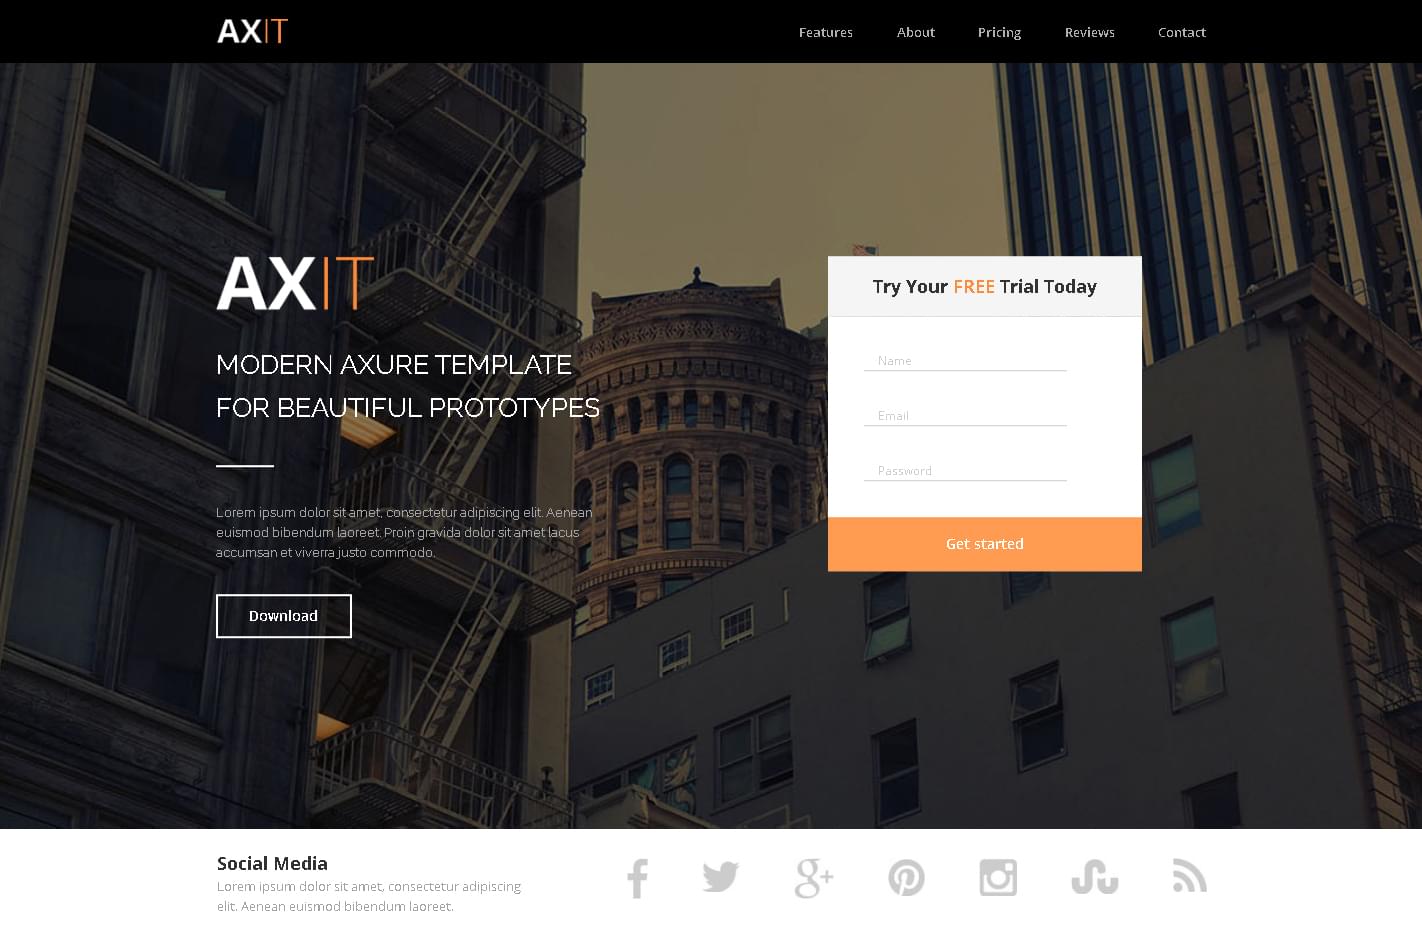 AXIT
Features
About
Pricing
Reviews
Contact
AXIT
MODERN AXURE TEMPLATE
FOR BEAUTIFUL PROTOTYPES
Lorem ipsum dolor sit amet, consectetur adipiscing elit. Aenean
euismod bibendum laoreet. Proin gravida dolor sit amet lacus
accumsan et viverra justo commodo.
Download
Try Your FREE Trial Today
Name
Email
Password
Get started
Social Media
Lorem ipsum dolor sit amet, consectetur adipiscing
elit. Aenean euismod bibendum laoreet.